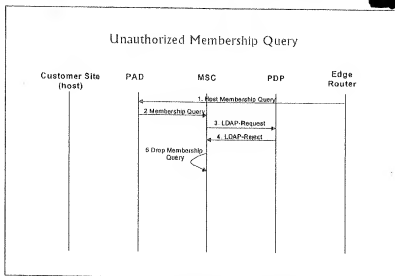 Unauthorized Membership Query
Customer Site
(host)
PAD
MSC
PDP
Edge
Router
1. Host Membership Query
2 Membership Query
3. LDAP-Request
4. LDAP-Reject
5 Drop Membership
Query